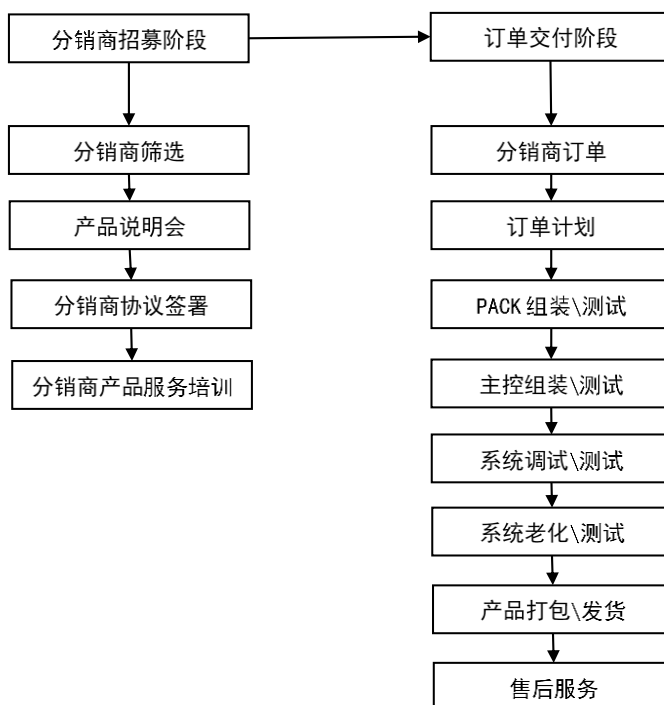 分销商招募阶段
分销商筛选
产品说明会
分销商协议签署
分销商产品服务培训
订单交付阶段
分销商订单
订单计划
PACK 组装\测试
主控组装\测试
系统调试\测试
系统老化\测试
产品打包\发货
售后服务